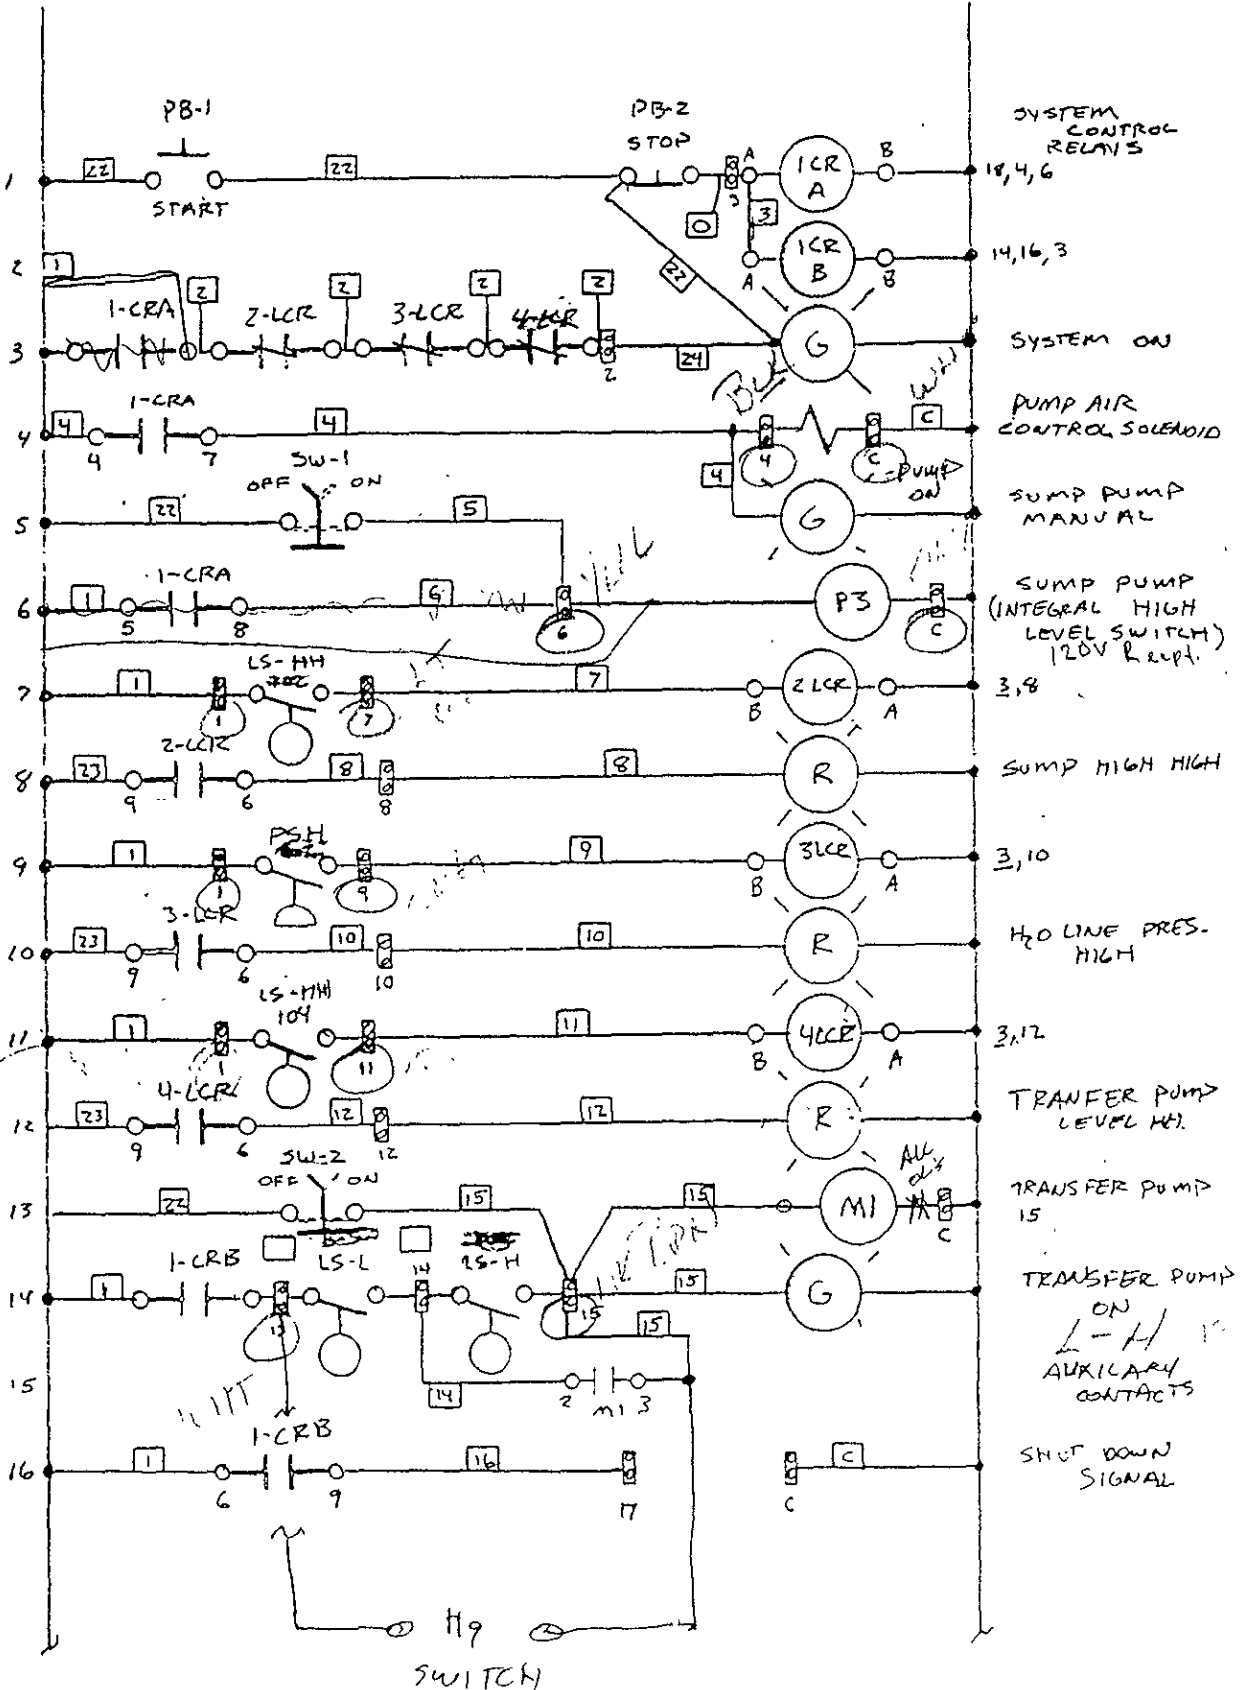 PB-1
PB-2
STOP
SYSTEM
CONTROL
RELAYS
1 22 START 22 O 3 A 1CR A B 18,4,6
3
2 1 A 1CR B B 14,16,3
22
1-CRA 2 2-LCR 2 3-LCR 2 4-LCR 2
3 2 24 G SYSTEM ON
1-CRA
4 4 4 7 4 4 C C PUMP AIR
CONTROL SOLENOID
SW-1
OFF ON
4 PUMP
ON
5 22 5 G SUMP PUMP
MANUAL
1-CRA
6 1 5 8 6 6 P3 C SUMP PUMP
(INTEGRAL HIGH
LEVEL SWITCH)
120V Recpt.
LS-HH
7 1 1 7 7 B 2LCR A 3,8
2-LCR
8 23 9 6 8 8 8 R SUMP HIGH HIGH
PSH
9 1 1 9 9 B 3LCR A 3,10
3-LCR
10 23 9 6 10 10 10 R H2O LINE PRES.
HIGH
LS-HH
104
11 1 1 11 11 B 4LCR A 3,12
4-LCR
12 23 9 6 12 12 12 R TRANFER PUMP
LEVEL HH.
SW-2
OFF ON
13 22 15 15 M1 C TRANSFER PUMP
15
1-CRB LS-L LS-H
14 1 13 14 15 15 G TRANSFER PUMP
ON
L-H
15
15 14 2 M1 3 AUXILARY
CONTACTS
1-CRB
16 1 6 9 16 17 C C SHUT DOWN
SIGNAL
Hg
SWITCH